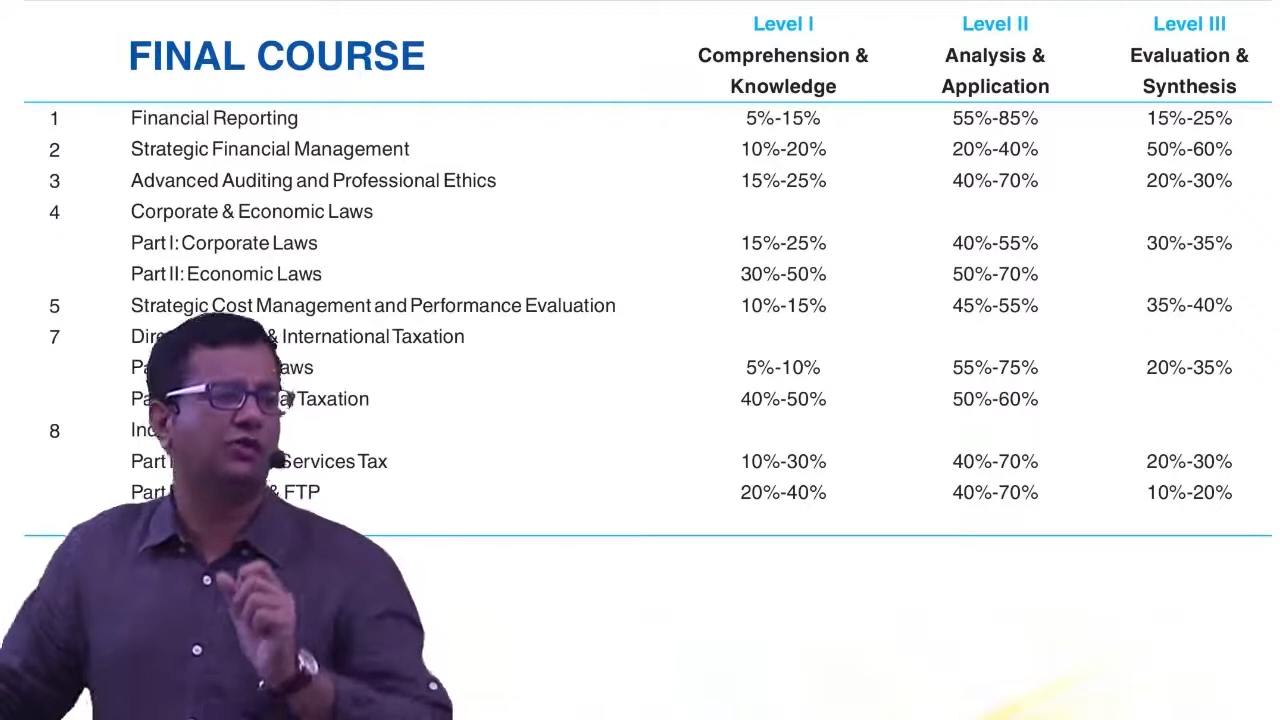 Level I Level II Level III
FINAL COURSE Comprehension & Analysis & Evaluation &
Knowledge Application Synthesis
1 Financial Reporting 5%-15% 55%-85% 15%-25%
2 Strategic Financial Management 10%-20% 20%-40% 50%-60%
3 Advanced Auditing and Professional Ethics 15%-25% 40%-70% 20%-30%
4 Corporate & Economic Laws
Part I: Corporate Laws 15%-25% 40%-55% 30%-35%
Part II: Economic Laws 30%-50% 50%-70%
5 Strategic Cost Management and Performance Evaluation 10%-15% 45%-55% 35%-40%
7 & International Taxation
5%-10% 55%-75% 20%-35%
Taxation 40%-50% 50%-60%
8
Part Services Tax 10%-30% 40%-70% 20%-30%
Part & FTP 20%-40% 40%-70% 10%-20%